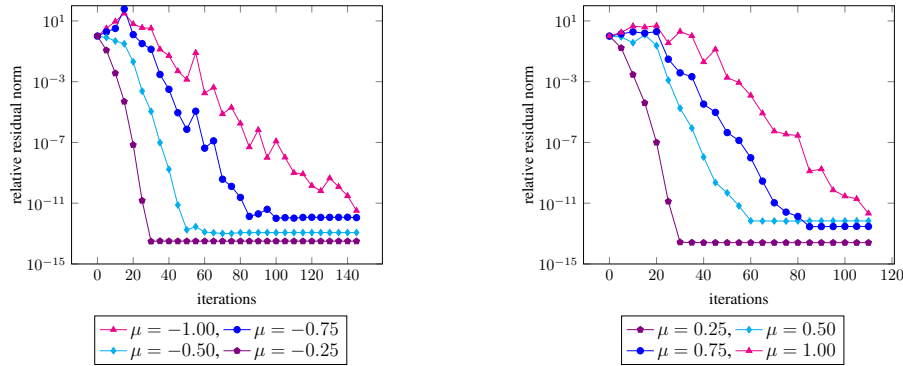 10^1
10^−3
10^−7
10^−11
10^−15
relative residual norm
0 20 40 60 80 100 120 140
iterations
μ = −1.00, μ = −0.75
μ = −0.50, μ = −0.25
10^1
10^−3
10^−7
10^−11
10^−15
relative residual norm
0 20 40 60 80 100 120
iterations
μ = 0.25, μ = 0.50
μ = 0.75, μ = 1.00